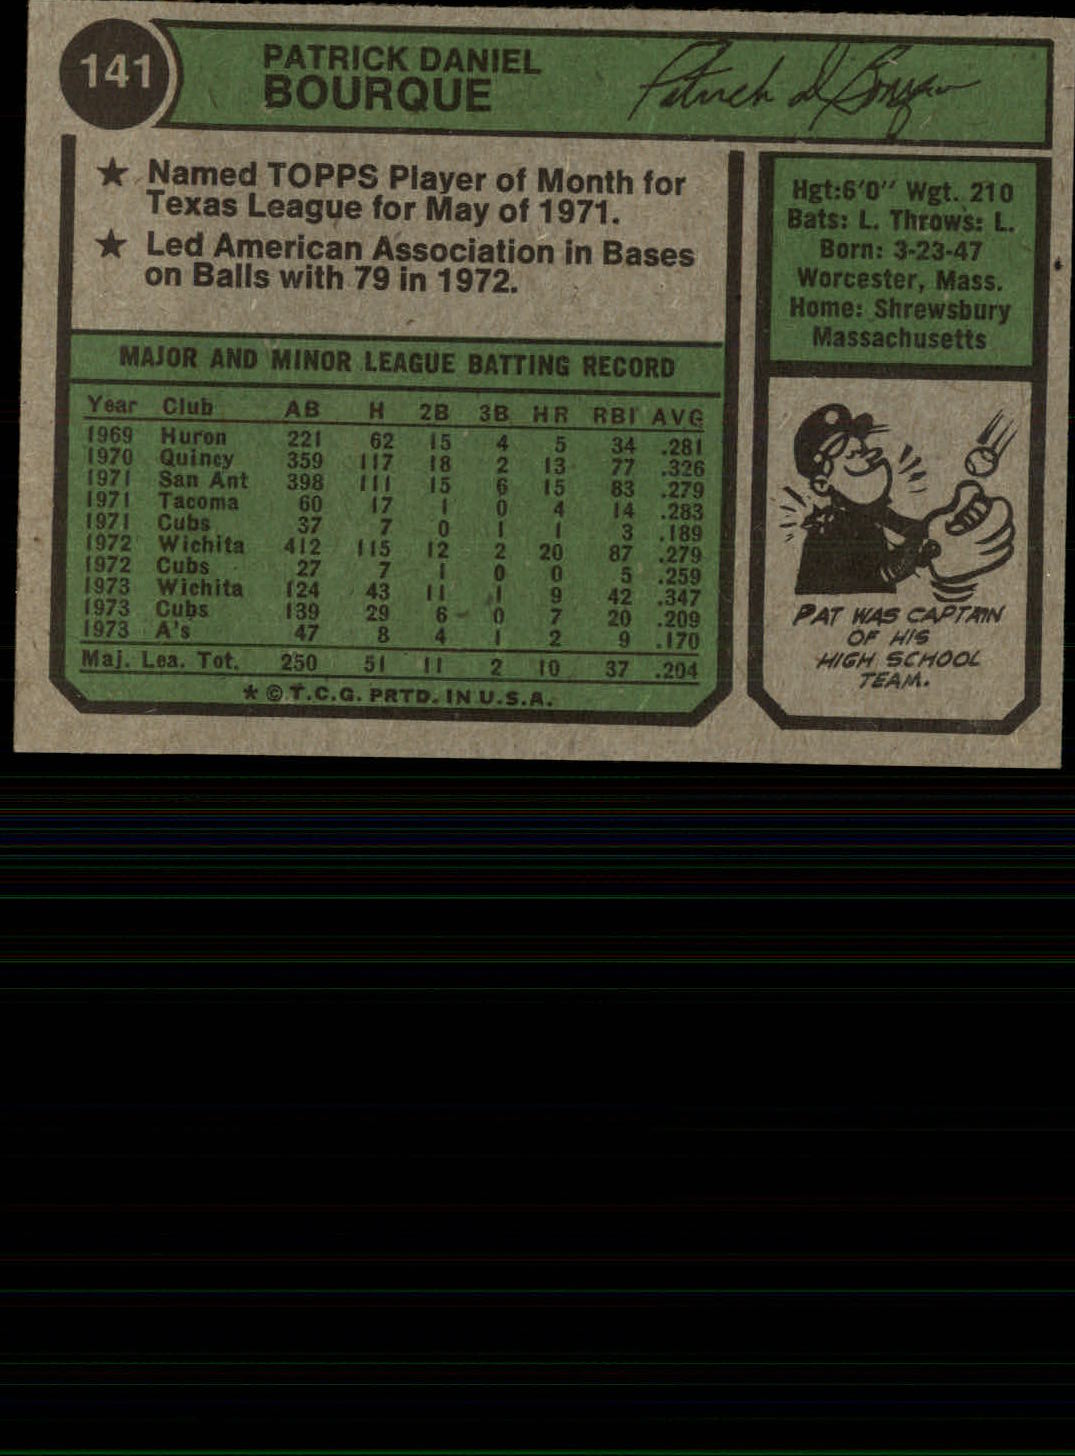 141
PATRICK DANIEL
BOURQUE
Patrick D Bourque
★ Named TOPPS Player of Month for
Texas League for May of 1971.
★ Led American Association in Bases
on Balls with 79 in 1972.
Hgt:6'0" Wgt. 210
Bats: L. Throws: L.
Born: 3-23-47
Worcester, Mass.
Home: Shrewsbury
Massachusetts
MAJOR AND MINOR LEAGUE BATTING RECORD
Year Club AB H 2B 3B HR RBI AVG
1969 Huron 221 62 15 4 5 34 .281
1970 Quincy 359 117 18 2 13 77 .326
1971 San Ant 398 111 15 6 15 83 .279
1971 Tacoma 60 17 1 0 4 14 .283
1971 Cubs 37 7 0 1 1 3 .189
1972 Wichita 412 115 12 2 20 87 .279
1972 Cubs 27 7 1 0 0 5 .259
1973 Wichita 124 43 11 1 9 42 .347
1973 Cubs 139 29 6 0 7 20 .209
1973 A's 47 8 4 1 2 9 .170
Maj. Lea. Tot. 250 51 11 2 10 37 .204
* © T.C.G. PRTD. IN U.S.A.
PAT WAS CAPTAIN
OF HIS
HIGH SCHOOL
TEAM.